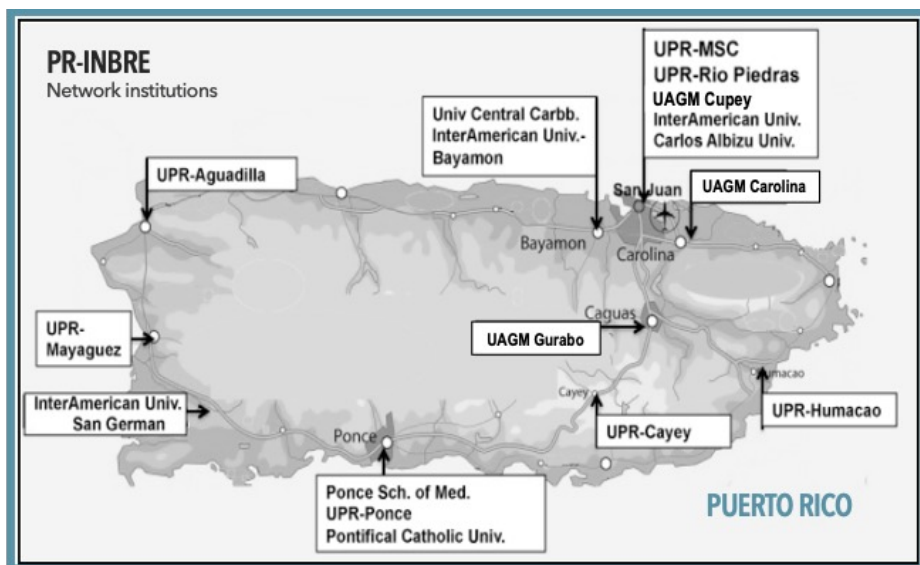 PR-INBRE
Network institutions
UPR-MSC
UPR-Rio Piedras
UAGM Cupey
InterAmerican Univ.
Carlos Albizu Univ.
Univ Central Carbb.
InterAmerican Univ.-
Bayamon
UPR-Aguadilla
San Juan
UAGM Carolina
Bayamon
Carolina
UPR-
Mayaguez
Caguas
UAGM Gurabo
InterAmerican Univ.
San German
Cayey
umacao
UPR-Humacao
UPR-Cayey
Ponce
Ponce Sch. of Med.
UPR-Ponce
Pontifical Catholic Univ.
PUERTO RICO